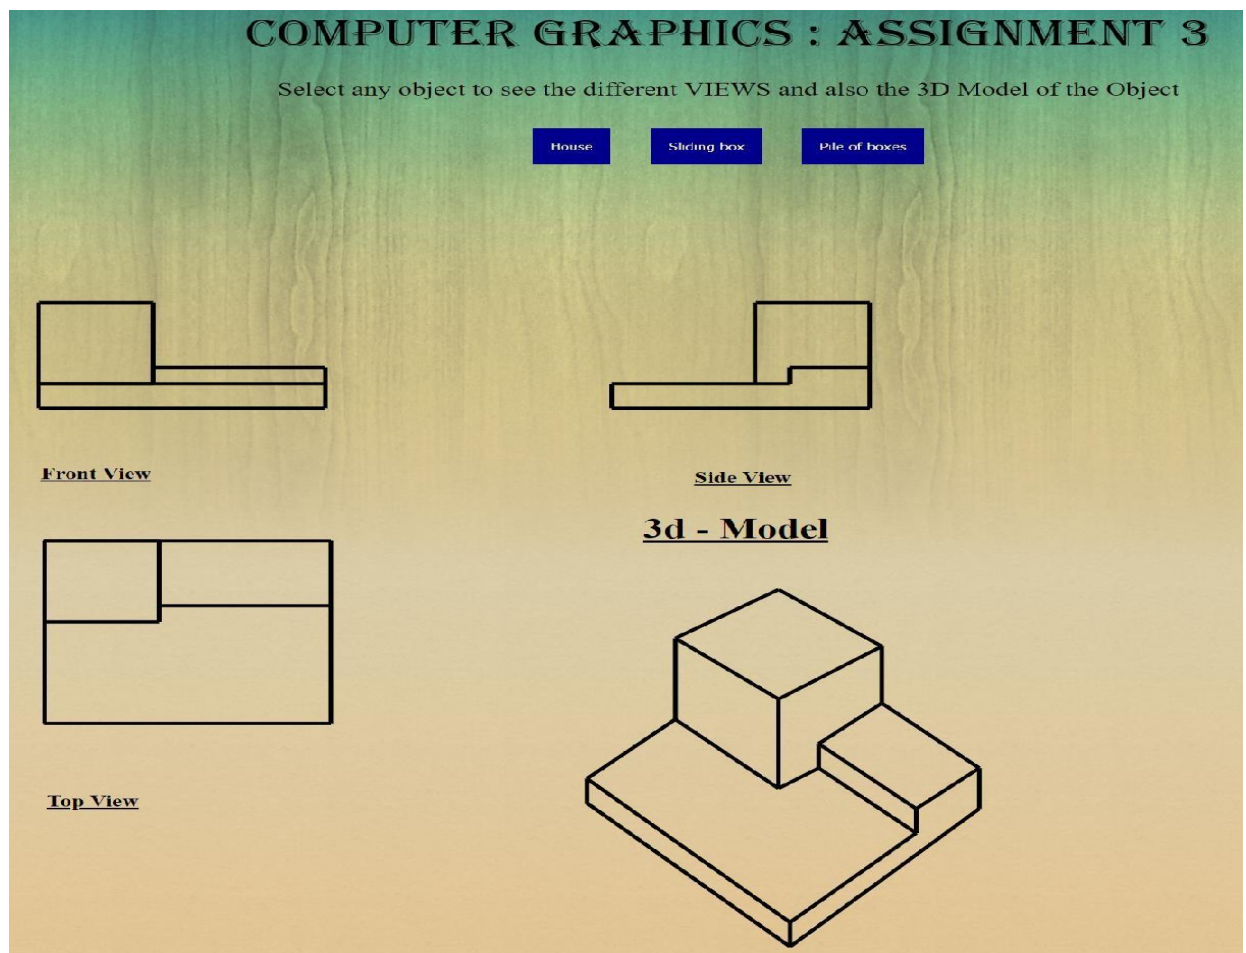 COMPUTER GRAPHICS : ASSIGNMENT 3
Select any object to see the different VIEWS and also the 3D Model of the Object
House Sliding box Pile of boxes
Front View
Side View
3d - Model
Top View